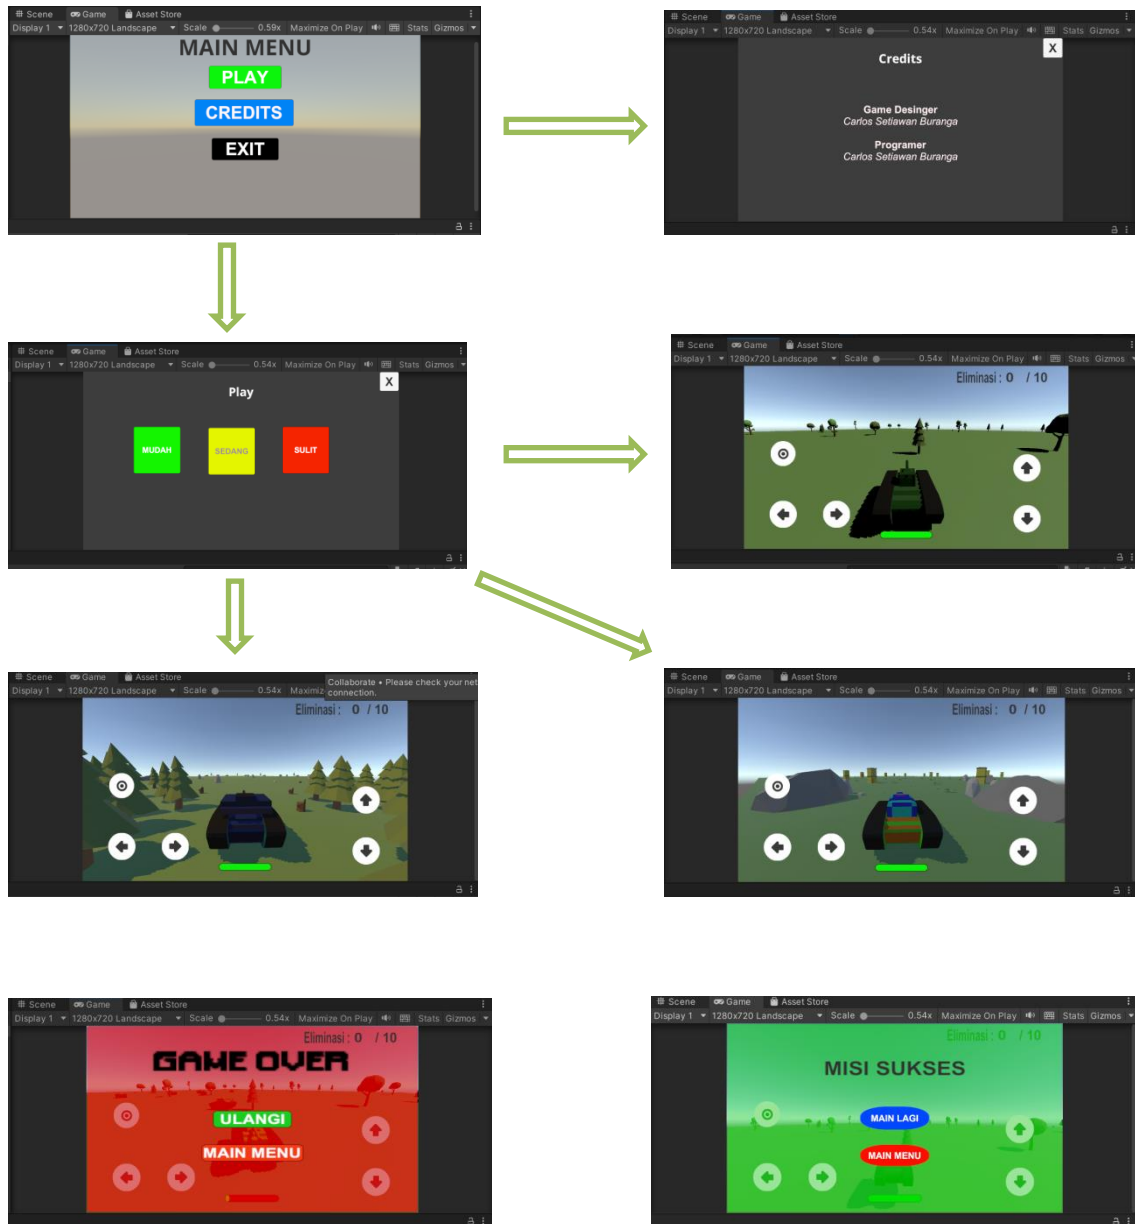 Scene Game Asset Store
Display 1 1280x720 Landscape Scale 0.59x Maximize On Play Stats Gizmos
MAIN MENU
PLAY
CREDITS
EXIT
Scene Game Asset Store
Display 1 1280x720 Landscape Scale 0.54x Maximize On Play Stats Gizmos
X
Credits
Game Desinger
Carlos Setiawan Buranga
Programer
Carlos Setiawan Buranga
Scene Game Asset Store
Display 1 1280x720 Landscape Scale 0.54x Maximize On Play Stats Gizmos
X
Play
MUDAH SEDANG SULIT
Scene Game Asset Store
Display 1 1280x720 Landscape Scale 0.54x Maximize On Play Stats Gizmos
Eliminasi : 0 / 10
Scene Game Asset Store
Display 1 1280x720 Landscape Scale 0.54x
Collaborate • Please check your net
connection.
Eliminasi : 0 / 10
Scene Game Asset Store
Display 1 1280x720 Landscape Scale 0.54x Maximize On Play Stats Gizmos
Eliminasi : 0 / 10
Scene Game Asset Store
Display 1 1280x720 Landscape Scale 0.54x Maximize On Play Stats Gizmos
Eliminasi : 0 / 10
GAME OVER
ULANGI
MAIN MENU
Scene Game Asset Store
Display 1 1280x720 Landscape Scale 0.54x Maximize On Play Stats Gizmos
Eliminasi : 0 / 10
MISI SUKSES
MAIN LAGI
MAIN MENU